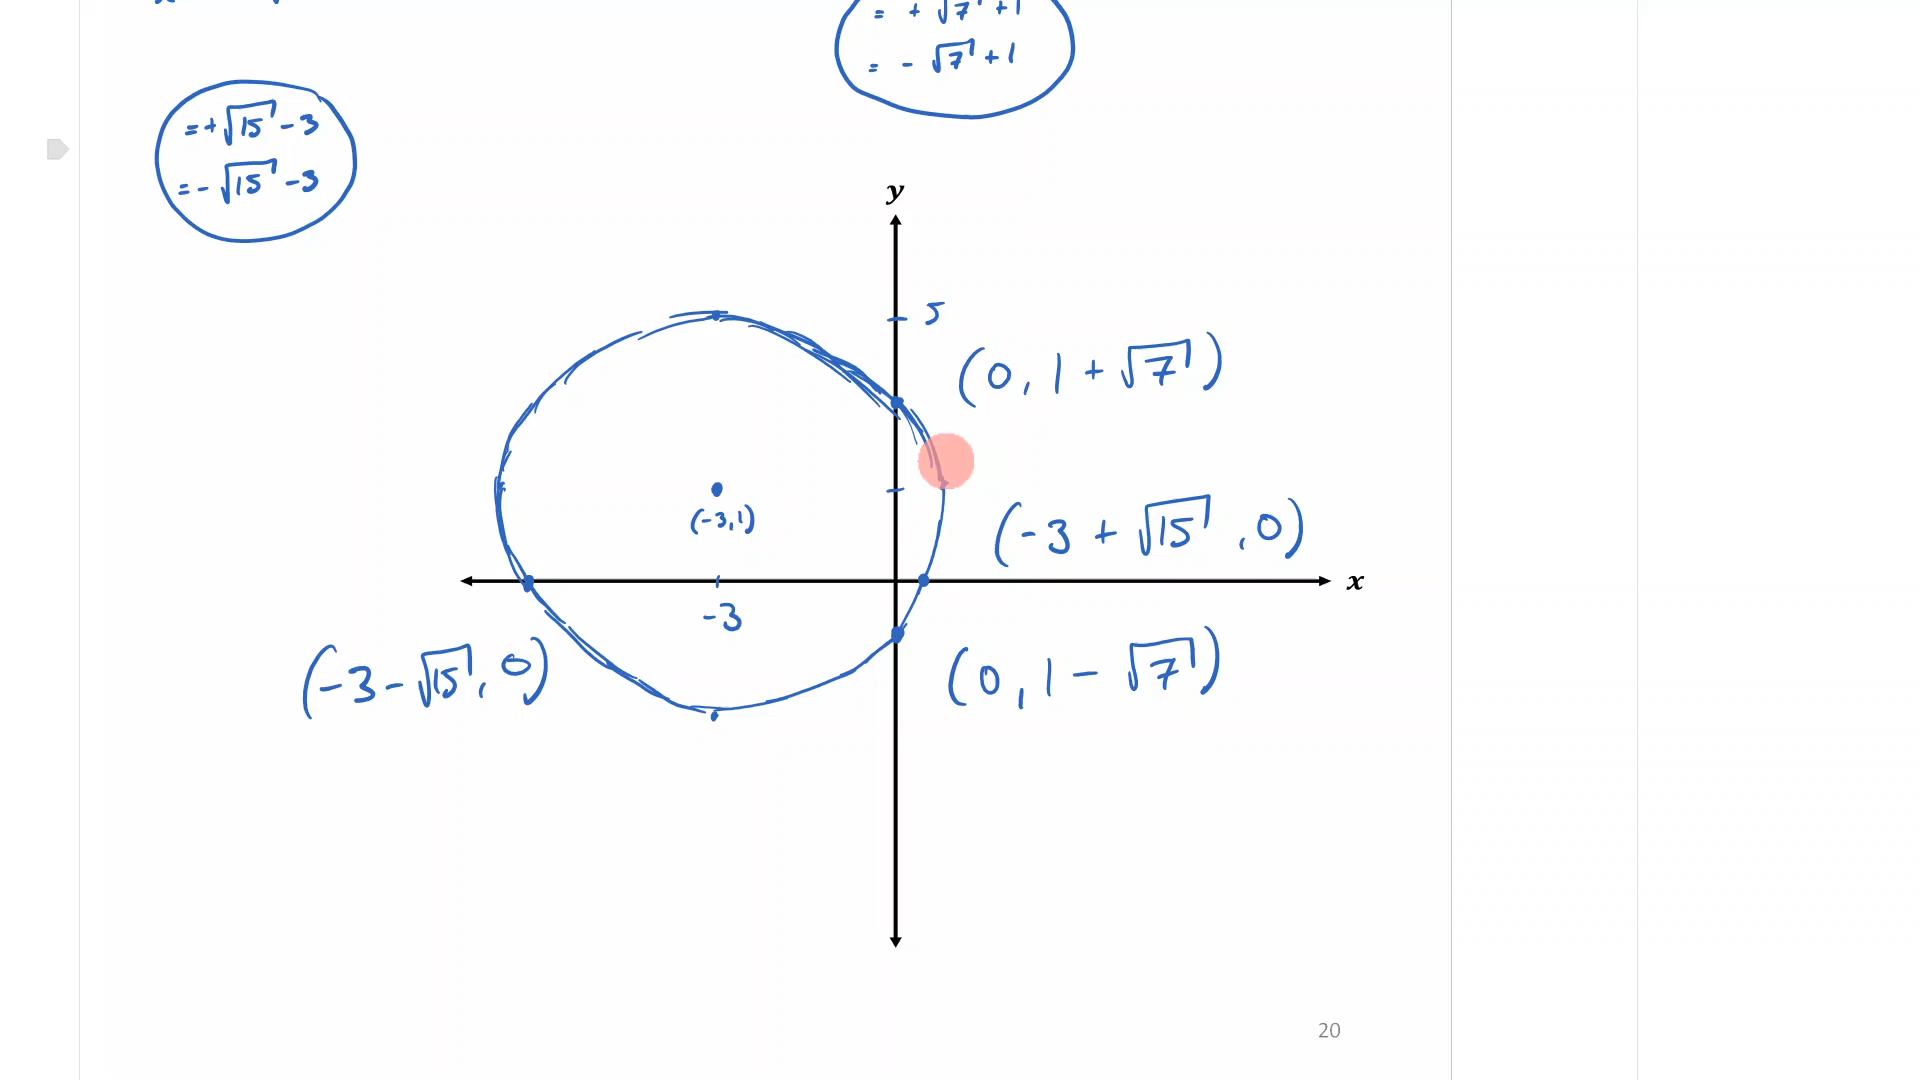 = + √7 + 1
= - √7 + 1
= + √15 - 3
= - √15 - 3
y
5
(0, 1 + √7)
(-3, 1)
(-3 + √15, 0)
x
-3
(-3 - √15, 0)
(0, 1 - √7)
20